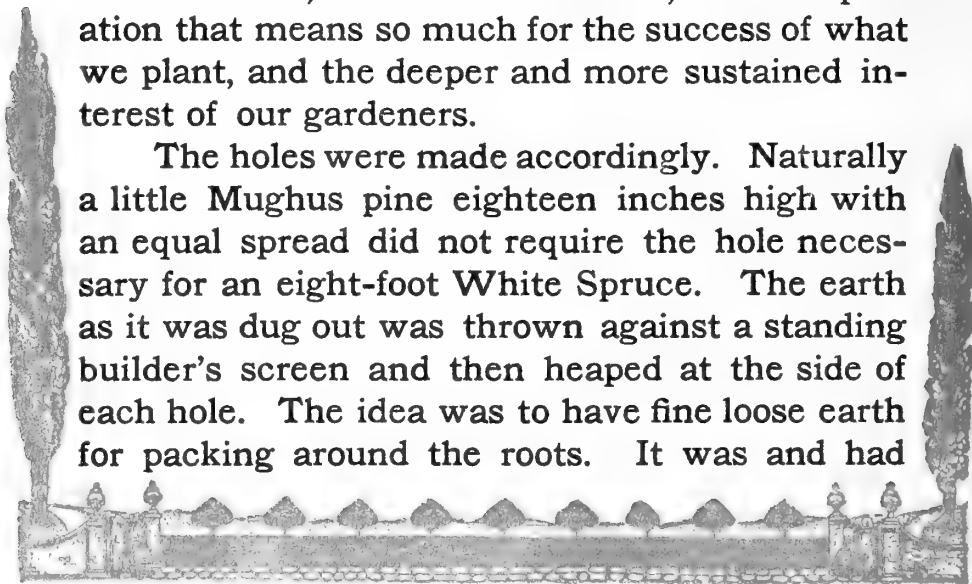 ation that means so much for the success of what
we plant, and the deeper and more sustained in-
terest of our gardeners.
The holes were made accordingly. Naturally
a little Mughus pine eighteen inches high with
an equal spread did not require the hole neces-
sary for an eight-foot White Spruce. The earth
as it was dug out was thrown against a standing
builder's screen and then heaped at the side of
each hole. The idea was to have fine loose earth
for packing around the roots. It was and had